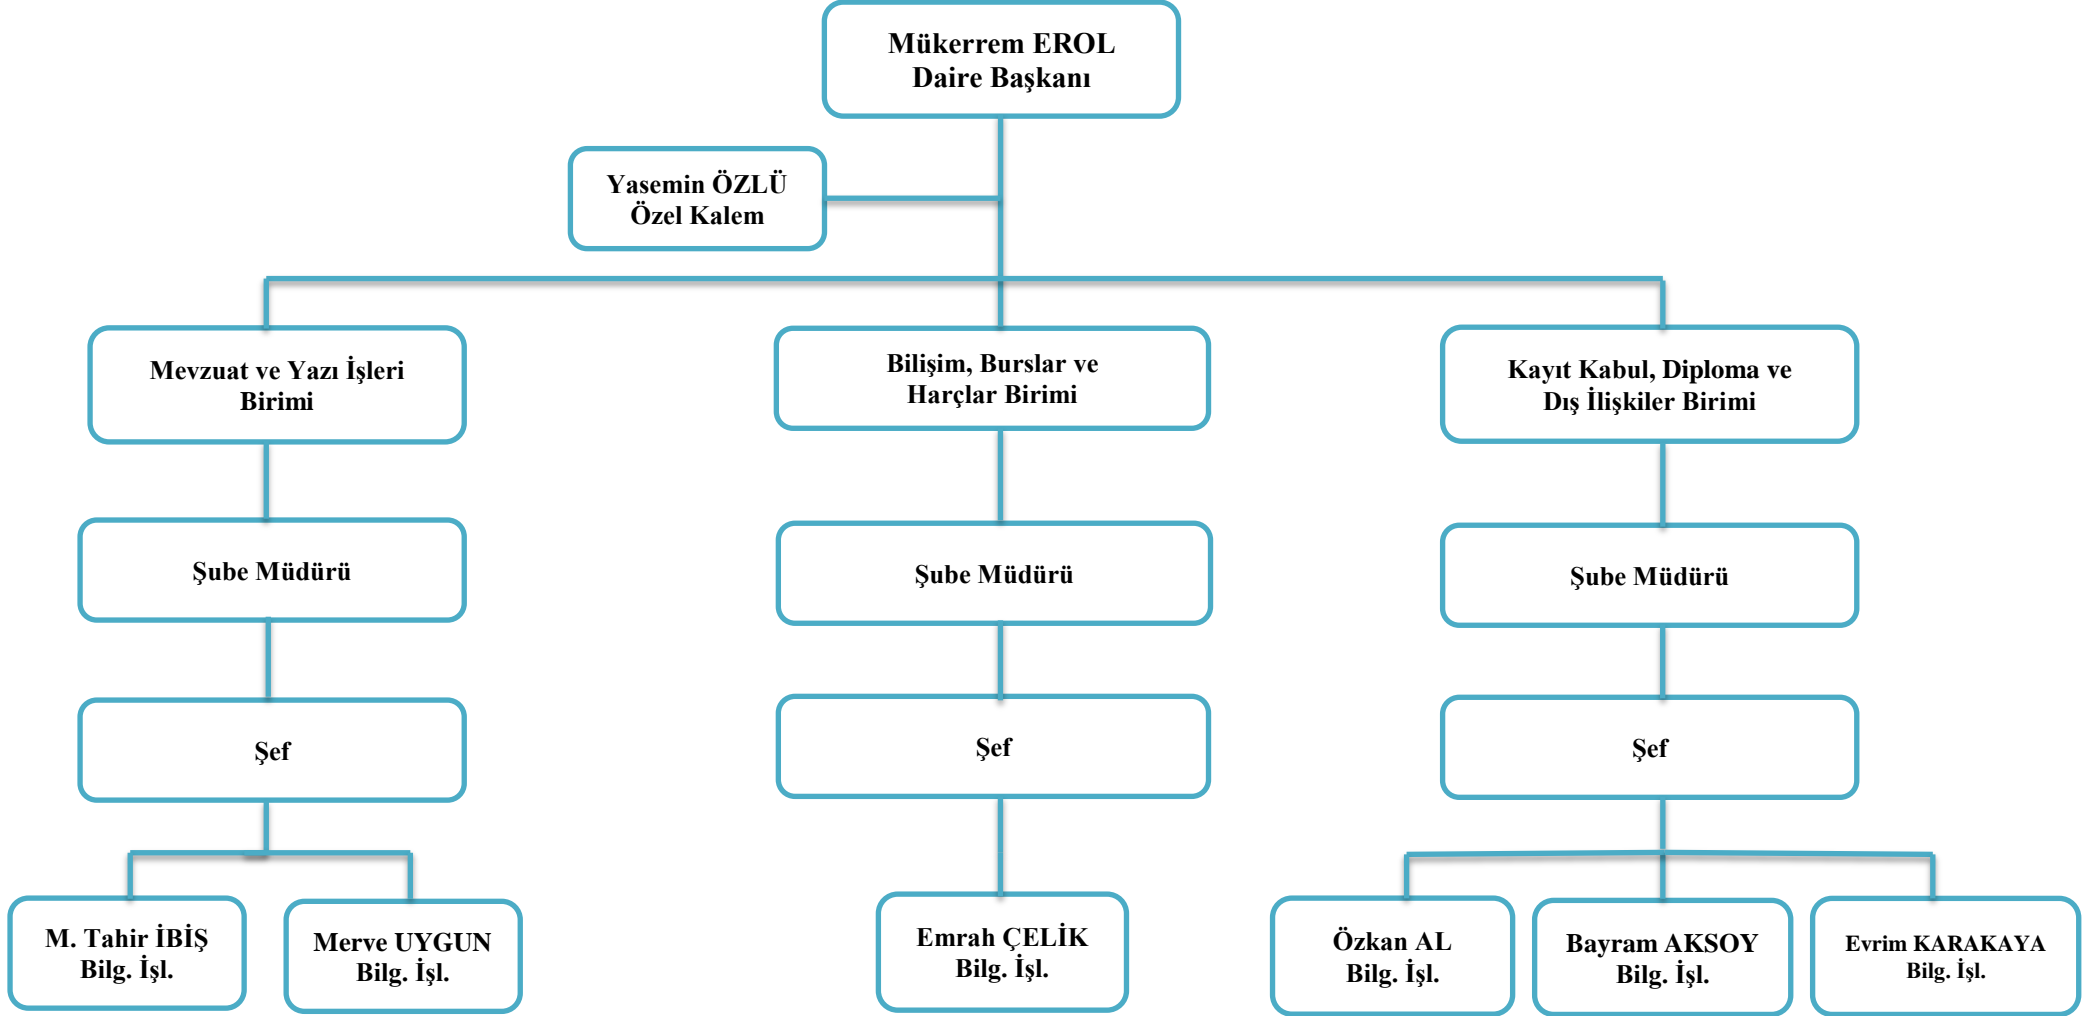 Mükerrem EROL
Daire Başkanı
Yasemin ÖZLÜ
Özel Kalem
Mevzuat ve Yazı İşleri
Birimi
Bilişim, Burslar ve
Harçlar Birimi
Kayıt Kabul, Diploma ve
Dış İlişkiler Birimi
Şube Müdürü
Şube Müdürü
Şube Müdürü
Şef
Şef
Şef
M. Tahir İBİŞ
Bilg. İşl.
Merve UYGUN
Bilg. İşl.
Emrah ÇELİK
Bilg. İşl.
Özkan AL
Bilg. İşl.
Bayram AKSOY
Bilg. İşl.
Evrim KARAKAYA
Bilg. İşl.